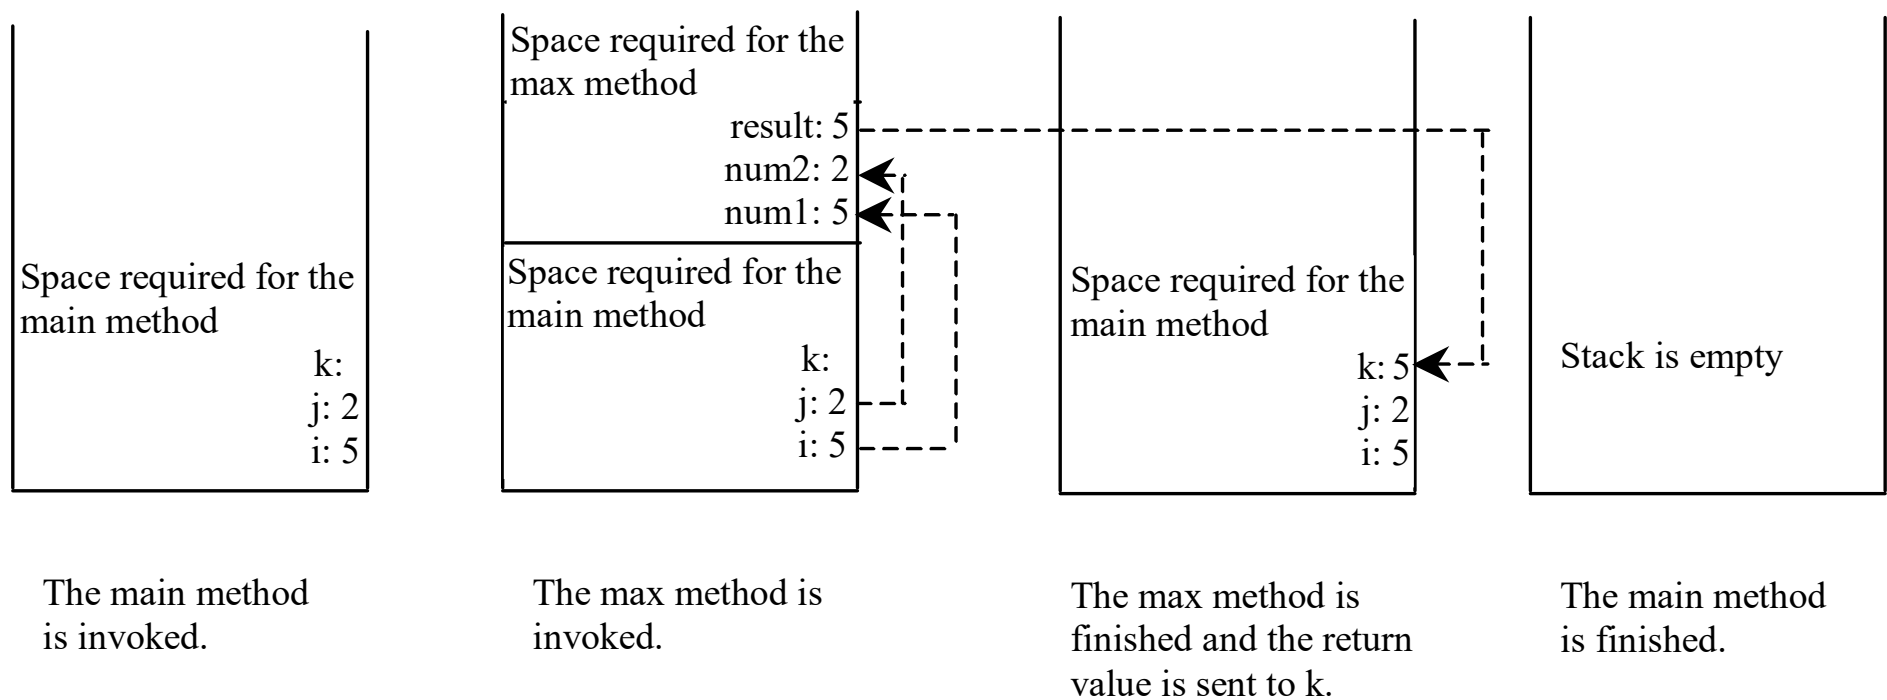 Space required for the
main method
k:
j: 2
i: 5
The main method
is invoked.
Space required for the
max method
result: 5
num2: 2
num1: 5
Space required for the
main method
k:
j: 2
i: 5
The max method is
invoked.
Space required for the
main method
k: 5
j: 2
i: 5
The max method is
finished and the return
value is sent to k.
Stack is empty
The main method
is finished.